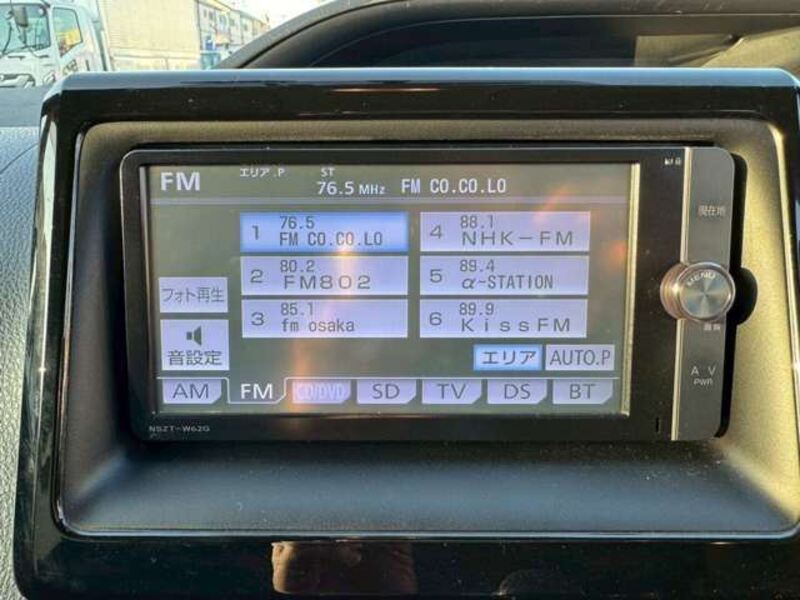 FM エリア.P ST 76.5 MHz FM CO.CO.LO
1 76.5 FM CO.CO.LO
4 88.1 NHK-FM
2 80.2 FM802
5 89.4 α-STATION
3 85.1 fm osaka
6 89.9 KissFM
フォト再生
音設定
エリア AUTO.P
AM FM CD/DVD SD TV DS BT
NSZT-W62G
現在地
MENU
A V
PWR